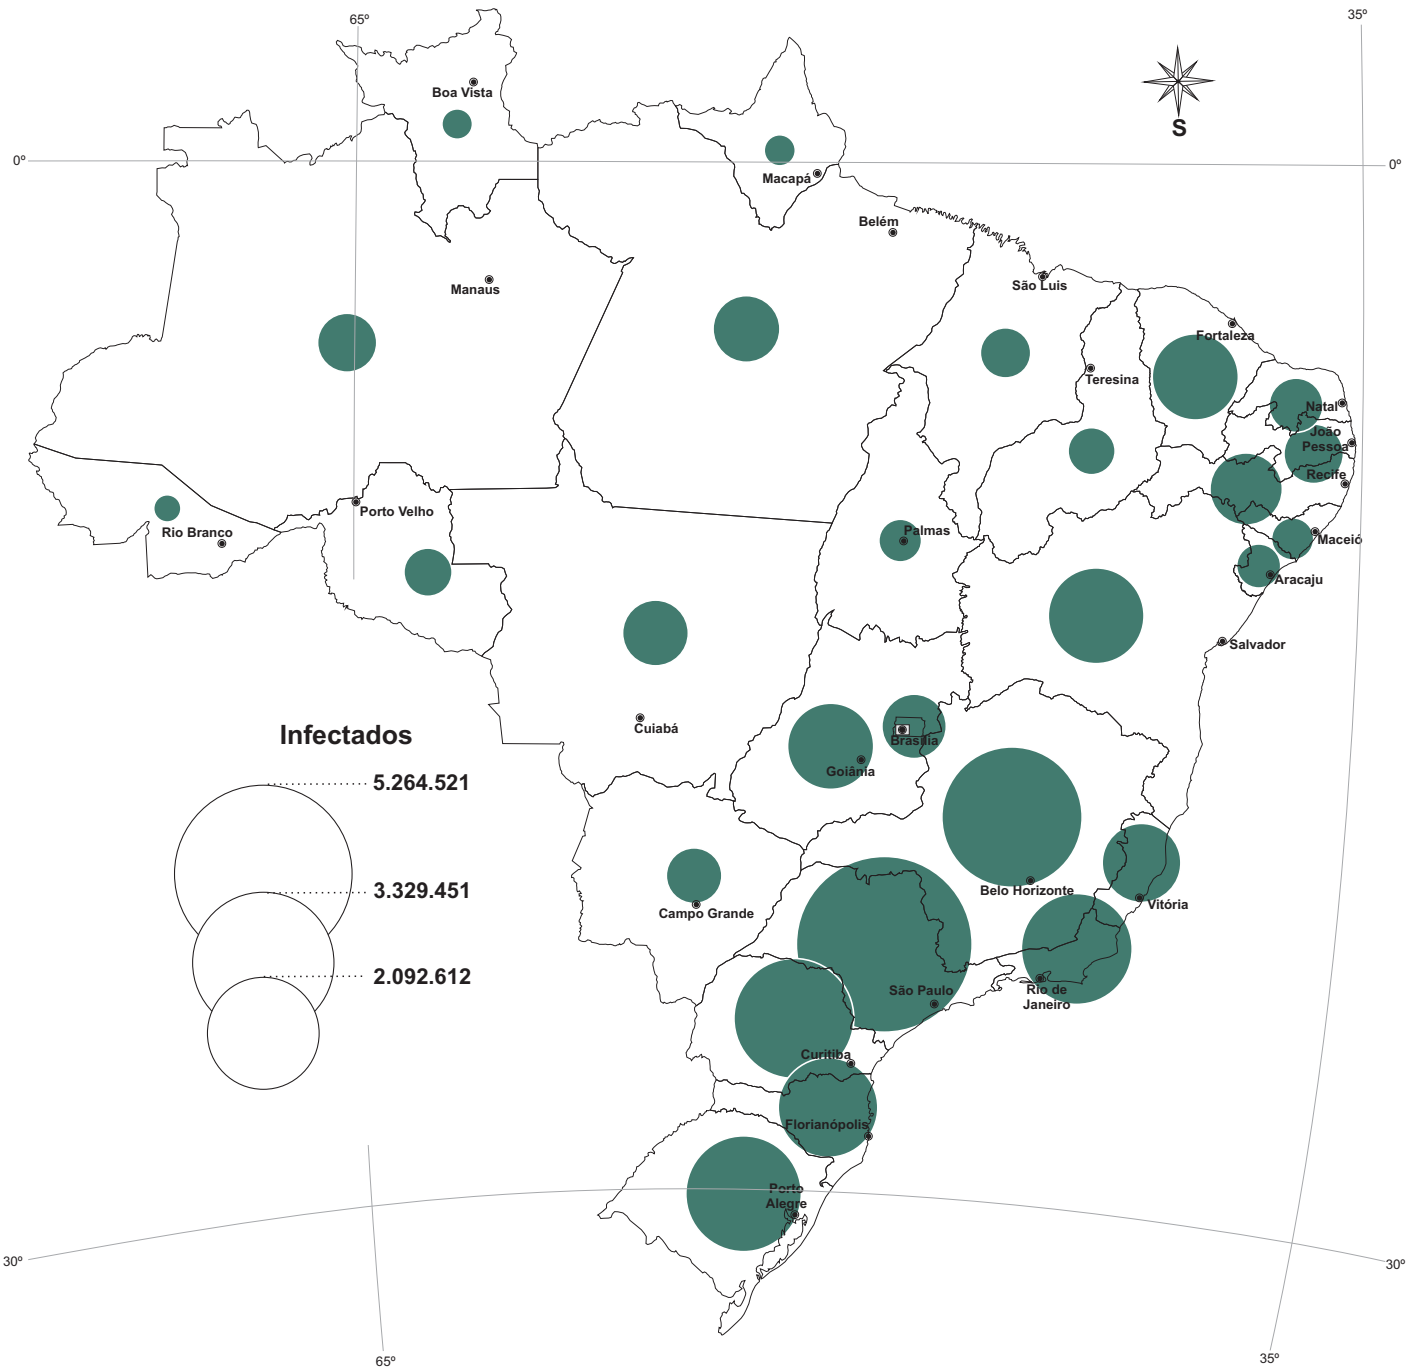 65º
35º
Boa Vista
S
0º
0º
Macapá
Belém
Manaus
São Luis
Fortaleza
Teresina
Natal
João
Pessoa
Recife
Porto Velho
Rio Branco
Palmas
Maceió
Aracaju
Salvador
Cuiabá
Brasília
Goiânia
Infectados
5.264.521
3.329.451
2.092.612
Belo Horizonte
Vitória
Campo Grande
São Paulo
Rio de
Janeiro
Curitiba
Florianópolis
Porto
Alegre
30º
30º
65º
35º